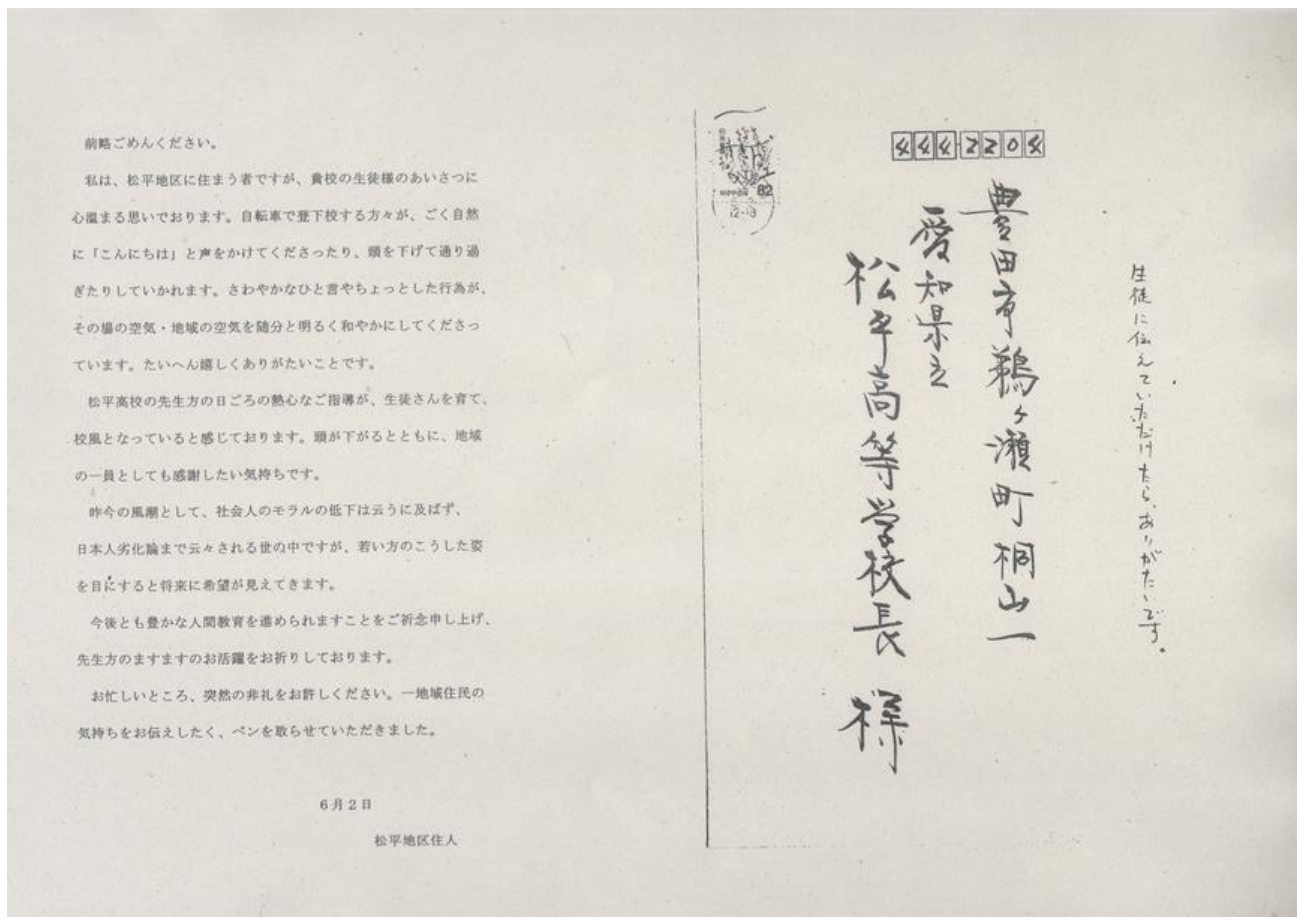 前略ごめんください。
私は、松平地区に住まう者ですが、貴校の生徒様のあいさつに
心温まる思いでおります。自転車で登下校する方々が、ごく自然
に「こんにちは」と声をかけてくださったり、頭を下げて通り過
ぎたりしていかれます。さわやかなひと言やちょっとした行為が、
その場の空気・地域の空気を随分と明るく和やかにしてくださっ
ています。たいへん嬉しくありがたいことです。
松平高校の先生方の日ごろの熱心なご指導が、生徒さんを育て、
校風となっていると感じております。頭が下がるとともに、地域
の一員としても感謝したい気持ちです。
昨今の風潮として、社会人のモラルの低下は云うに及ばず、
日本人劣化論まで云々される世の中ですが、若い方のこうした姿
を目にすると将来に希望が見えてきます。
今後とも豊かな人間教育を進められますことをご祈念申し上げ、
先生方のますますのお活躍をお祈りしております。
お忙しいところ、突然の非礼をお許しください。一地域住民の
気持ちをお伝えしたく、ペンを取らせていただきました。
6月2日
松平地区住人
生徒に伝えていただけたら、ありがたいです。
444 2204
豊田市鵜ヶ瀬町桐山一
愛知県立
松平高等学校長 様
NIPPON 82
12-18